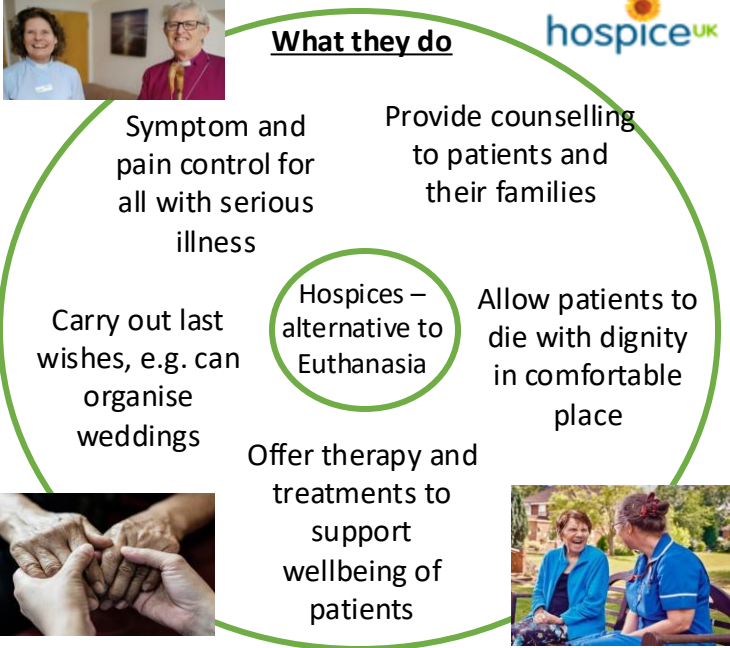 What they do
hospice UK
Symptom and
pain control for
all with serious
illness
Provide counselling
to patients and
their families
Hospices –
alternative to
Euthanasia
Carry out last
wishes, e.g. can
organise
weddings
Allow patients to
die with dignity
in comfortable
place
Offer therapy and
treatments to
support
wellbeing of
patients